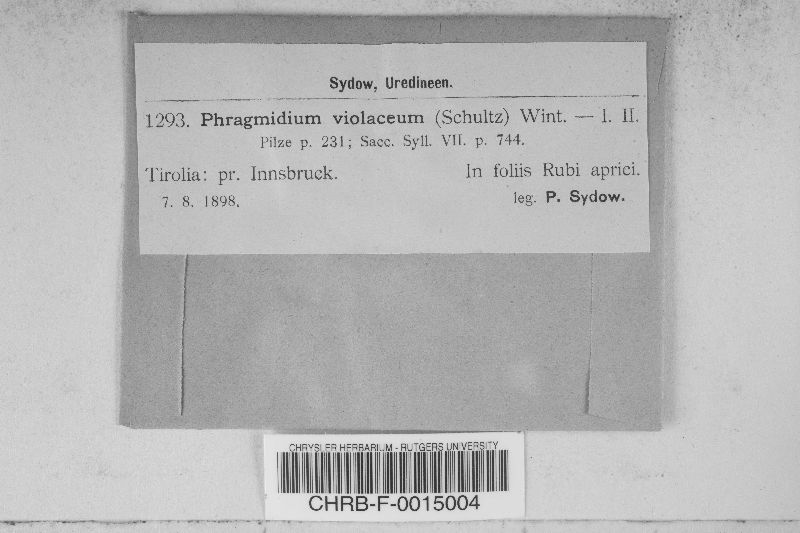 Sydow, Uredineen.
1293. Phragmidium violaceum (Schultz) Wint. — I. II.
Pilze p. 231; Sacc. Syll. VII. p. 744.
Tirolia: pr. Innsbruck. In foliis Rubi aprici.
7. 8. 1898. leg. P. Sydow.
CHRYSLER HERBARIUM - RUTGERS UNIVERSITY
CHRB-F-0015004